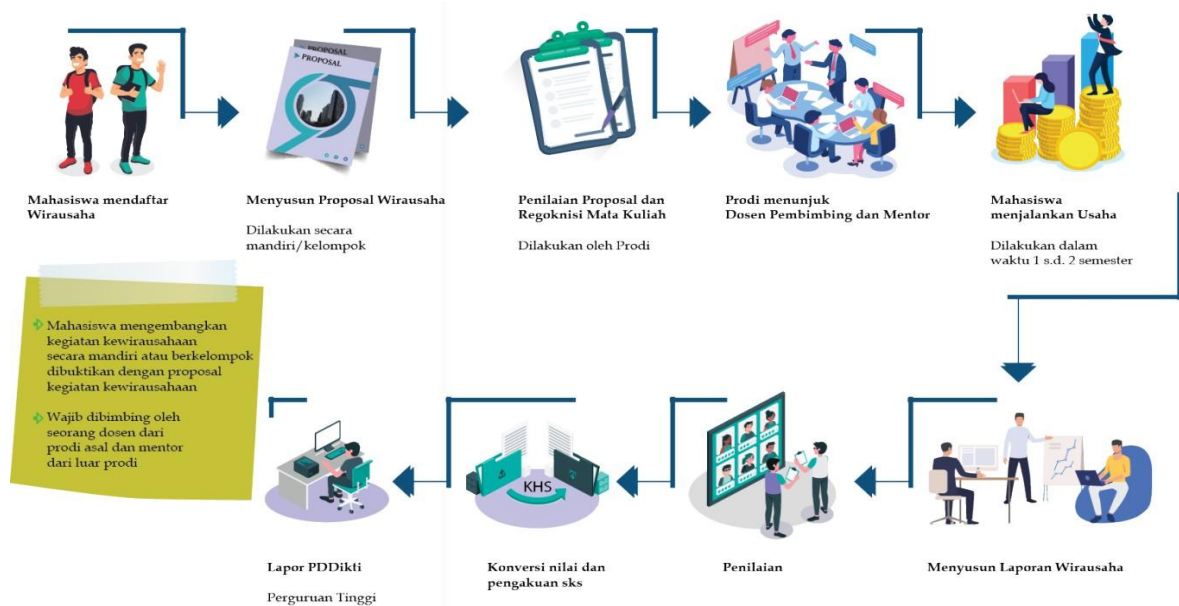 PROPOSAL
PROPOSAL
Mahasiswa mendaftar
Wirausaha
Menyusun Proposal Wirausaha
Dilakukan secara
mandiri/kelompok
Penilaian Proposal dan
Regoknisi Mata Kuliah
Dilakukan oleh Prodi
Prodi menunjuk
Dosen Pembimbing dan Mentor
Mahasiswa
menjalankan Usaha
Dilakukan dalam
waktu 1 s.d. 2 semester
Mahasiswa mengembangkan
kegiatan kewirausahaan
secara mandiri atau berkelompok
dibuktikan dengan proposal
kegiatan kewirausahaan
Wajib dibimbing oleh
seorang dosen dari
prodi asal dan mentor
dari luar prodi
KHS
Lapor PDDikti
Perguruan Tinggi
Konversi nilai dan
pengakuan sks
Penilaian
Menyusun Laporan Wirausaha